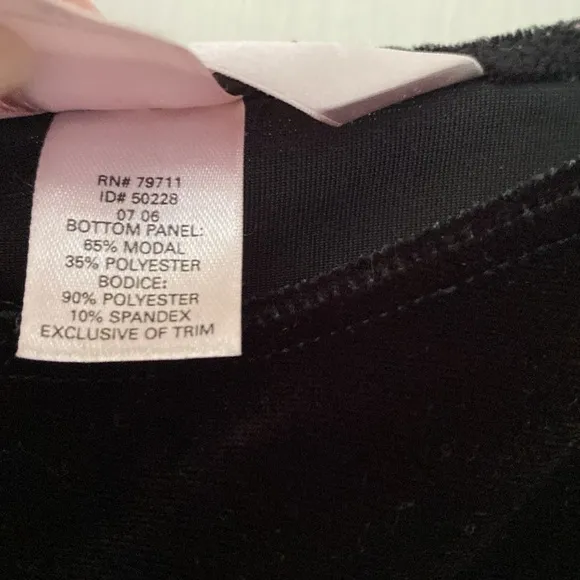 RN# 79711
ID# 50228
07 06
BOTTOM PANEL:
65% MODAL
35% POLYESTER
BODICE:
90% POLYESTER
10% SPANDEX
EXCLUSIVE OF TRIM